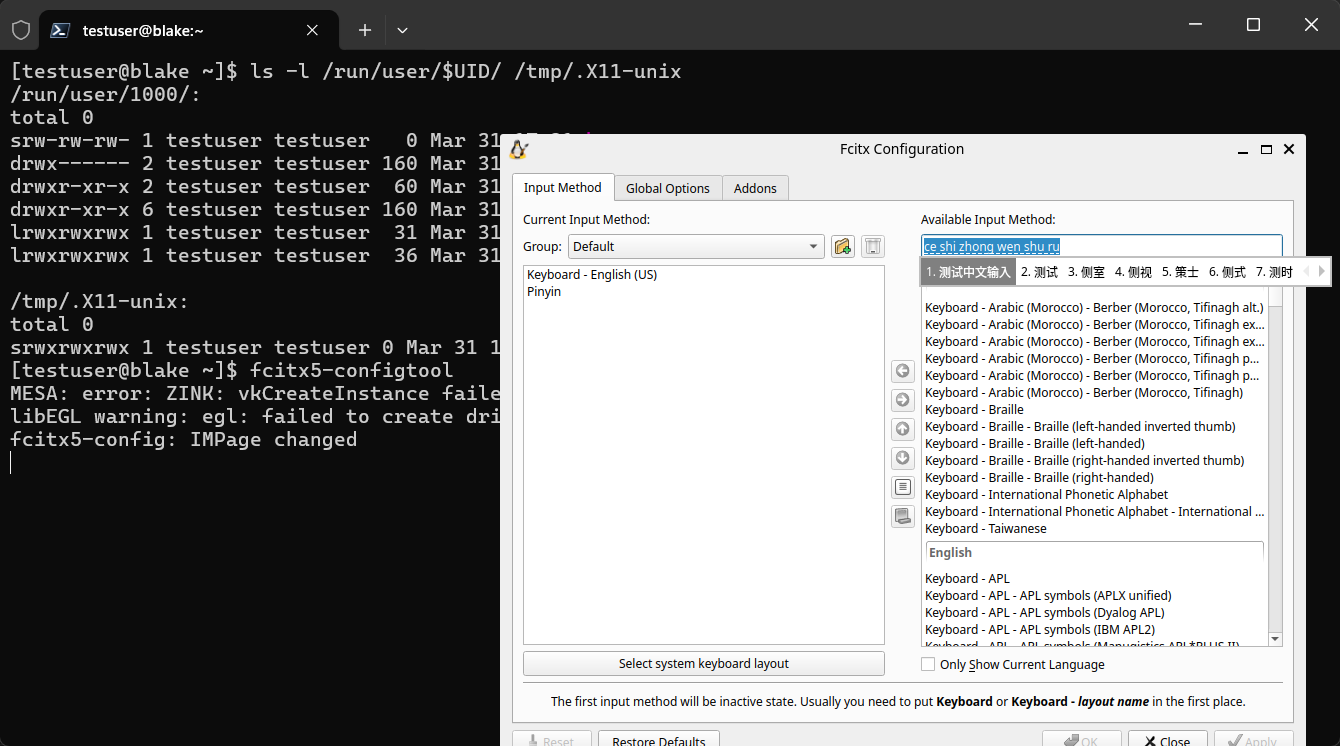 testuser@blake:~
[testuser@blake ~]$ ls -l /run/user/$UID/ /tmp/.X11-unix
/run/user/1000/:
total 0
srw-rw-rw- 1 testuser testuser   0 Mar 31
drwx------ 2 testuser testuser 160 Mar 31
drwxr-xr-x 2 testuser testuser  60 Mar 31
drwxr-xr-x 6 testuser testuser 160 Mar 31
lrwxrwxrwx 1 testuser testuser  31 Mar 31
lrwxrwxrwx 1 testuser testuser  36 Mar 31
/tmp/.X11-unix:
total 0
srwxrwxrwx 1 testuser testuser 0 Mar 31 1
[testuser@blake ~]$ fcitx5-configtool
MESA: error: ZINK: vkCreateInstance faile
libEGL warning: egl: failed to create dri
fcitx5-config: IMPage changed
Fcitx Configuration
Input Method
Global Options
Addons
Current Input Method:
Group: Default
Keyboard - English (US)
Pinyin
Select system keyboard layout
Available Input Method:
ce shi zhong wen shu ru
1. 测试中文输入 2. 测试 3. 侧室 4. 侧视 5. 策士 6. 侧式 7. 测时
Keyboard - Arabic (Morocco) - Berber (Morocco, Tifinagh alt.)
Keyboard - Arabic (Morocco) - Berber (Morocco, Tifinagh ex...
Keyboard - Arabic (Morocco) - Berber (Morocco, Tifinagh ex...
Keyboard - Arabic (Morocco) - Berber (Morocco, Tifinagh p...
Keyboard - Arabic (Morocco) - Berber (Morocco, Tifinagh p...
Keyboard - Arabic (Morocco) - Berber (Morocco, Tifinagh)
Keyboard - Braille
Keyboard - Braille - Braille (left-handed inverted thumb)
Keyboard - Braille - Braille (left-handed)
Keyboard - Braille - Braille (right-handed inverted thumb)
Keyboard - Braille - Braille (right-handed)
Keyboard - International Phonetic Alphabet
Keyboard - International Phonetic Alphabet - International ...
Keyboard - Taiwanese
English
Keyboard - APL
Keyboard - APL - APL symbols (APLX unified)
Keyboard - APL - APL symbols (Dyalog APL)
Keyboard - APL - APL symbols (IBM APL2)
Keyboard - APL - APL symbols (Manugistics APL*PLUS II)
Only Show Current Language
The first input method will be inactive state. Usually you need to put Keyboard or Keyboard - layout name in the first place.
Reset
Restore Defaults
OK
Close
Apply